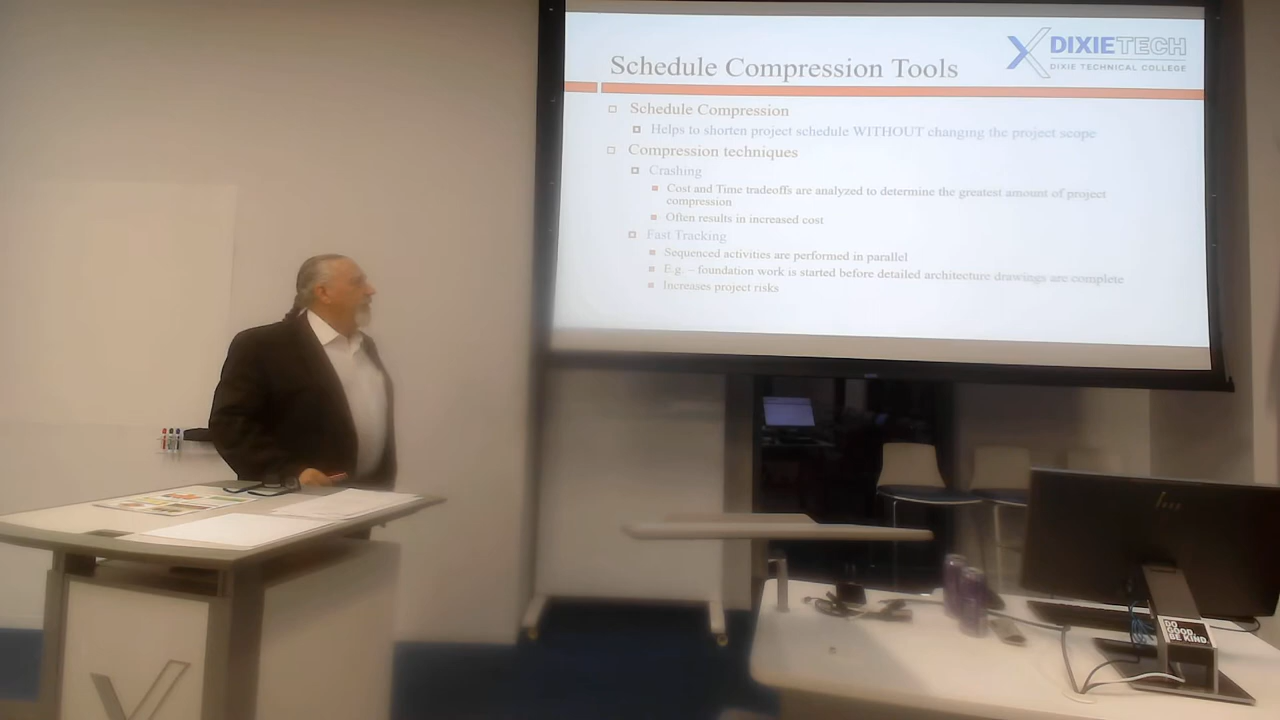 Schedule Compression Tools
DIXIETECH
DIXIE TECHNICAL COLLEGE
Schedule Compression
Helps to shorten project schedule WITHOUT changing the project scope
Compression techniques
Crashing
Cost and Time tradeoffs are analyzed to determine the greatest amount of project
compression
Often results in increased cost
Fast Tracking
Sequenced activities are performed in parallel
E.g. – foundation work is started before detailed architecture drawings are complete
Increases project risks
DO
GOOD.
BE KIND.